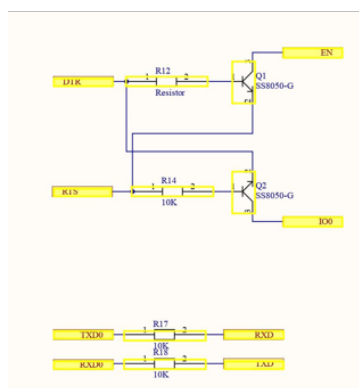 EN
R12
DTR
1
2
Q1
Resistor
SS8050-G
R14
RTS
1
2
Q2
10K
SS8050-G
IO0
R17
TXD0
1
2
RXD
10K
R18
RXD0
1
2
TXD
10K